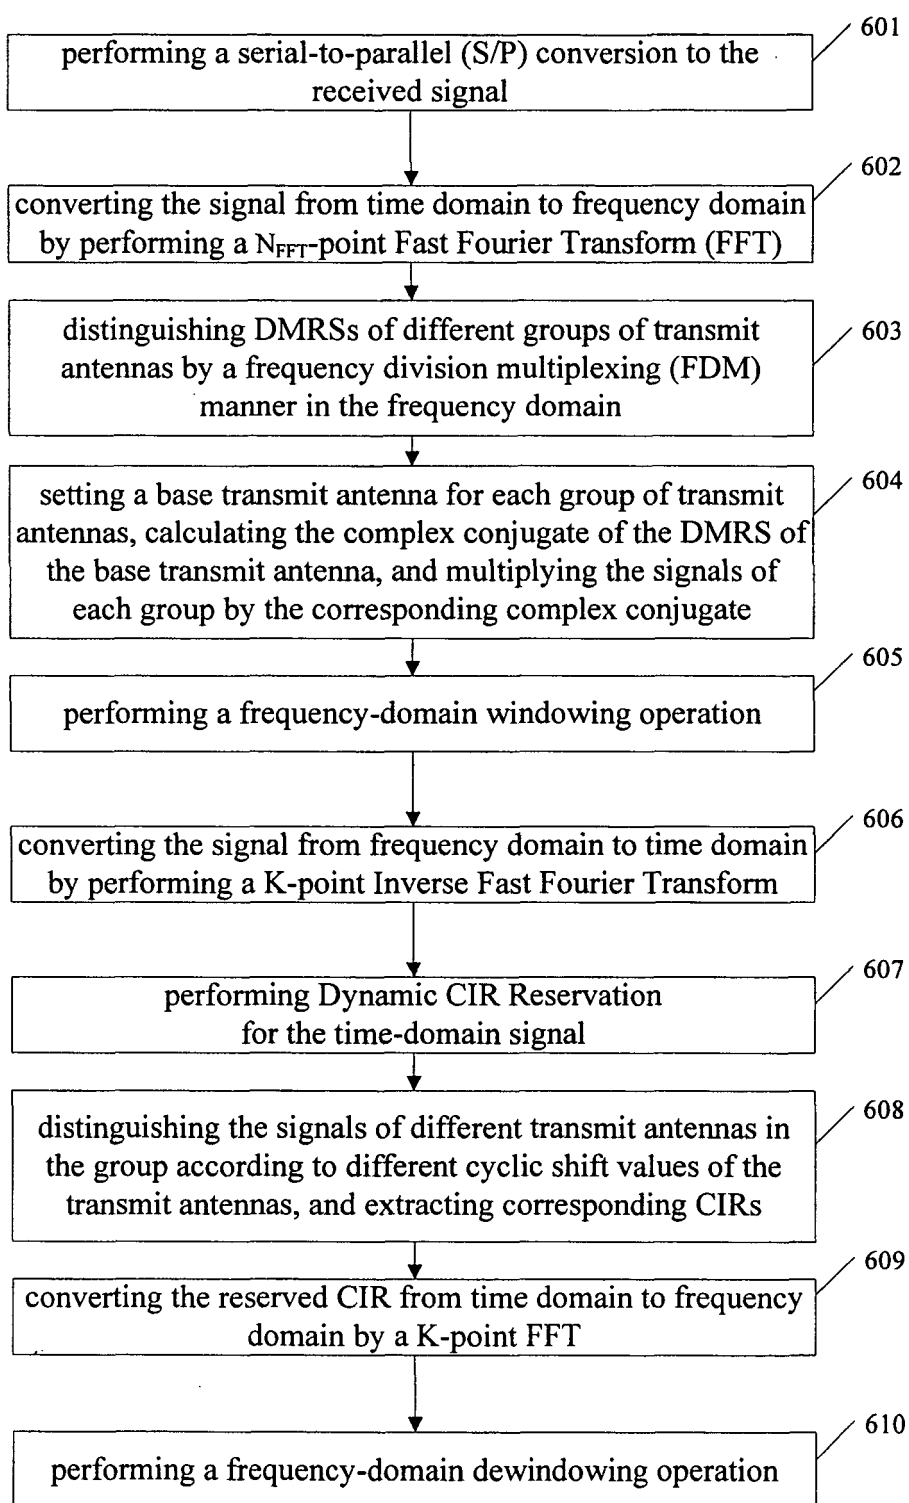 601
performing a serial-to-parallel (S/P) conversion to the
received signal
602
converting the signal from time domain to frequency domain
by performing a NFFT-point Fast Fourier Transform (FFT)
603
distinguishing DMRSs of different groups of transmit
antennas by a frequency division multiplexing (FDM)
manner in the frequency domain
604
setting a base transmit antenna for each group of transmit
antennas, calculating the complex conjugate of the DMRS of
the base transmit antenna, and multiplying the signals of
each group by the corresponding complex conjugate
605
performing a frequency-domain windowing operation
606
converting the signal from frequency domain to time domain
by performing a K-point Inverse Fast Fourier Transform
607
performing Dynamic CIR Reservation
for the time-domain signal
608
distinguishing the signals of different transmit antennas in
the group according to different cyclic shift values of the
transmit antennas, and extracting corresponding CIRs
609
converting the reserved CIR from time domain to frequency
domain by a K-point FFT
610
performing a frequency-domain dewindowing operation